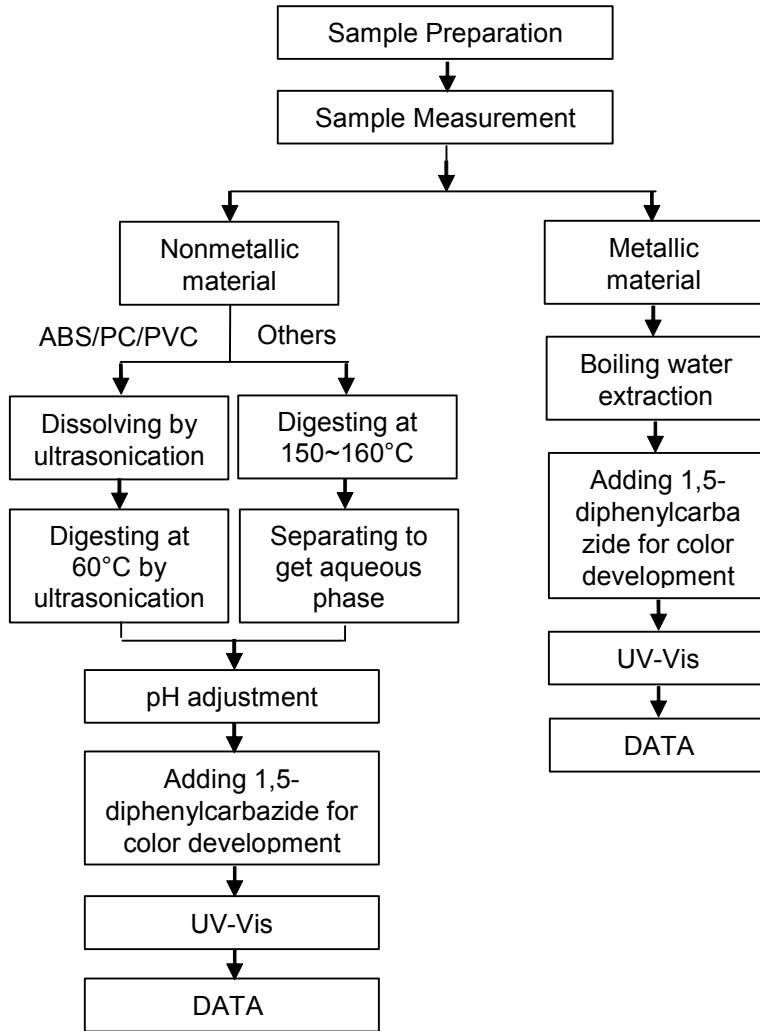 Sample Preparation
Sample Measurement
Nonmetallic
material
ABS/PC/PVC
Others
Dissolving by
ultrasonication
Digesting at
150~160°C
Digesting at
60°C by
ultrasonication
Separating to
get aqueous
phase
pH adjustment
Adding 1,5-
diphenylcarbazide for
color development
UV-Vis
DATA
Metallic
material
Boiling water
extraction
Adding 1,5-
diphenylcarba
zide for color
development
UV-Vis
DATA